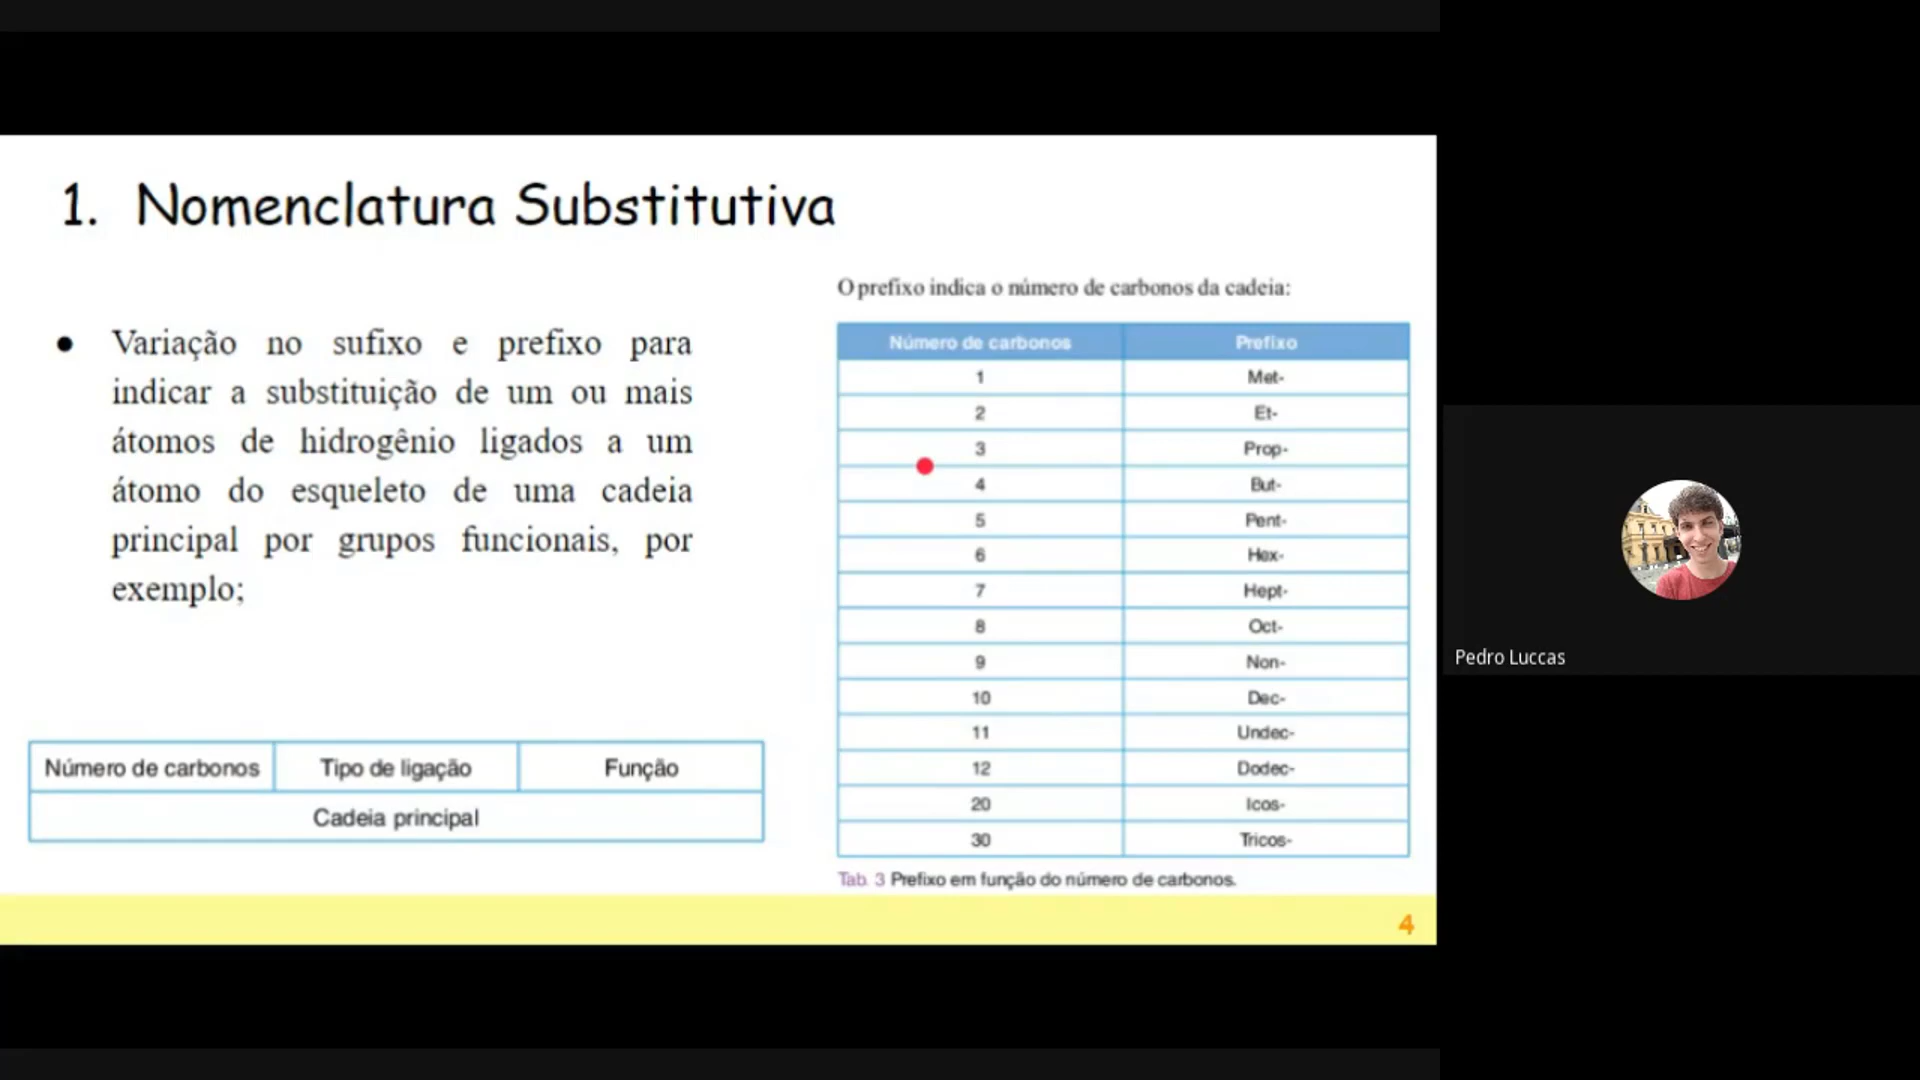 1. Nomenclatura Substitutiva
● Variação no sufixo e prefixo para
indicar a substituição de um ou mais
átomos de hidrogênio ligados a um
átomo do esqueleto de uma cadeia
principal por grupos funcionais, por
exemplo;
Número de carbonos Tipo de ligação Função
Cadeia principal
O prefixo indica o número de carbonos da cadeia:
Número de carbonos Prefixo
1 Met-
2 Et-
3 Prop-
4 But-
5 Pent-
6 Hex-
7 Hept-
8 Oct-
9 Non-
10 Dec-
11 Undec-
12 Dodec-
20 Icos-
30 Tricos-
Tab. 3 Prefixo em função do número de carbonos.
4
Pedro Luccas